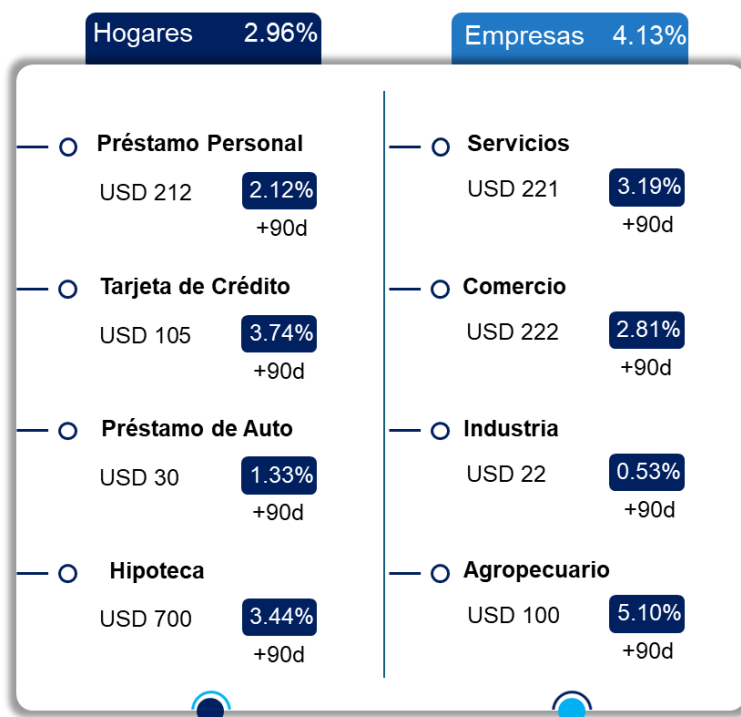 Hogares 2.96%
Préstamo Personal
USD 212 2.12%
+90d
Tarjeta de Crédito
USD 105 3.74%
+90d
Préstamo de Auto
USD 30 1.33%
+90d
Hipoteca
USD 700 3.44%
+90d
Empresas 4.13%
Servicios
USD 221 3.19%
+90d
Comercio
USD 222 2.81%
+90d
Industria
USD 22 0.53%
+90d
Agropecuario
USD 100 5.10%
+90d